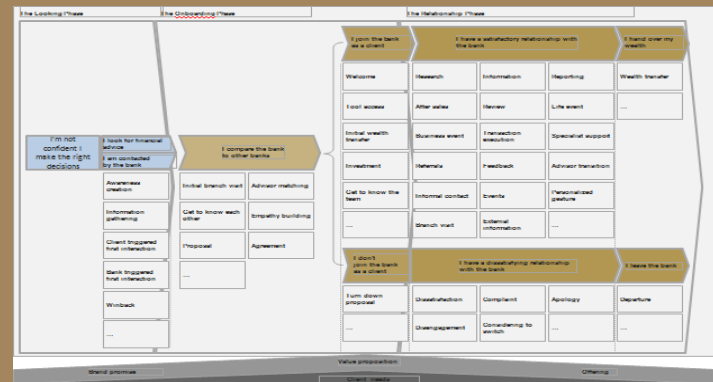 The Looking Phase
The Onboarding Phase
The Relationship Phase
I'm not
confident I
make the right
decisions
I look for financial
advice
I am contacted
by the bank
Awareness
creation
Information
gathering
Client triggered
first interaction
Bank triggered
first interaction
Winback
...
I compare the bank
to other banks
Initial branch visit
Advisor matching
Get to know each
other
Empathy building
Proposal
Agreement
...
I join the bank
as a client
I have a satisfactory relationship with
the bank
I hand over my
wealth
Welcome
Research
Information
Reporting
Wealth transfer
Tool access
After sales
Review
Life event
...
Initial wealth
transfer
Business event
Transaction
execution
Specialist support
Investment
Referrals
Feedback
Advisor transition
Get to know the
team
Informal contact
Events
Personalized
gesture
...
Branch visit
External
information
...
I don't
join the bank
as a client
I have a dissatisfying relationship
with the bank
I leave the bank
Turn down
proposal
Dissatisfaction
Complaint
Apology
Departure
...
Disengagement
Considering to
switch
...
...
Value proposition
Brand promise
Offering
Client needs